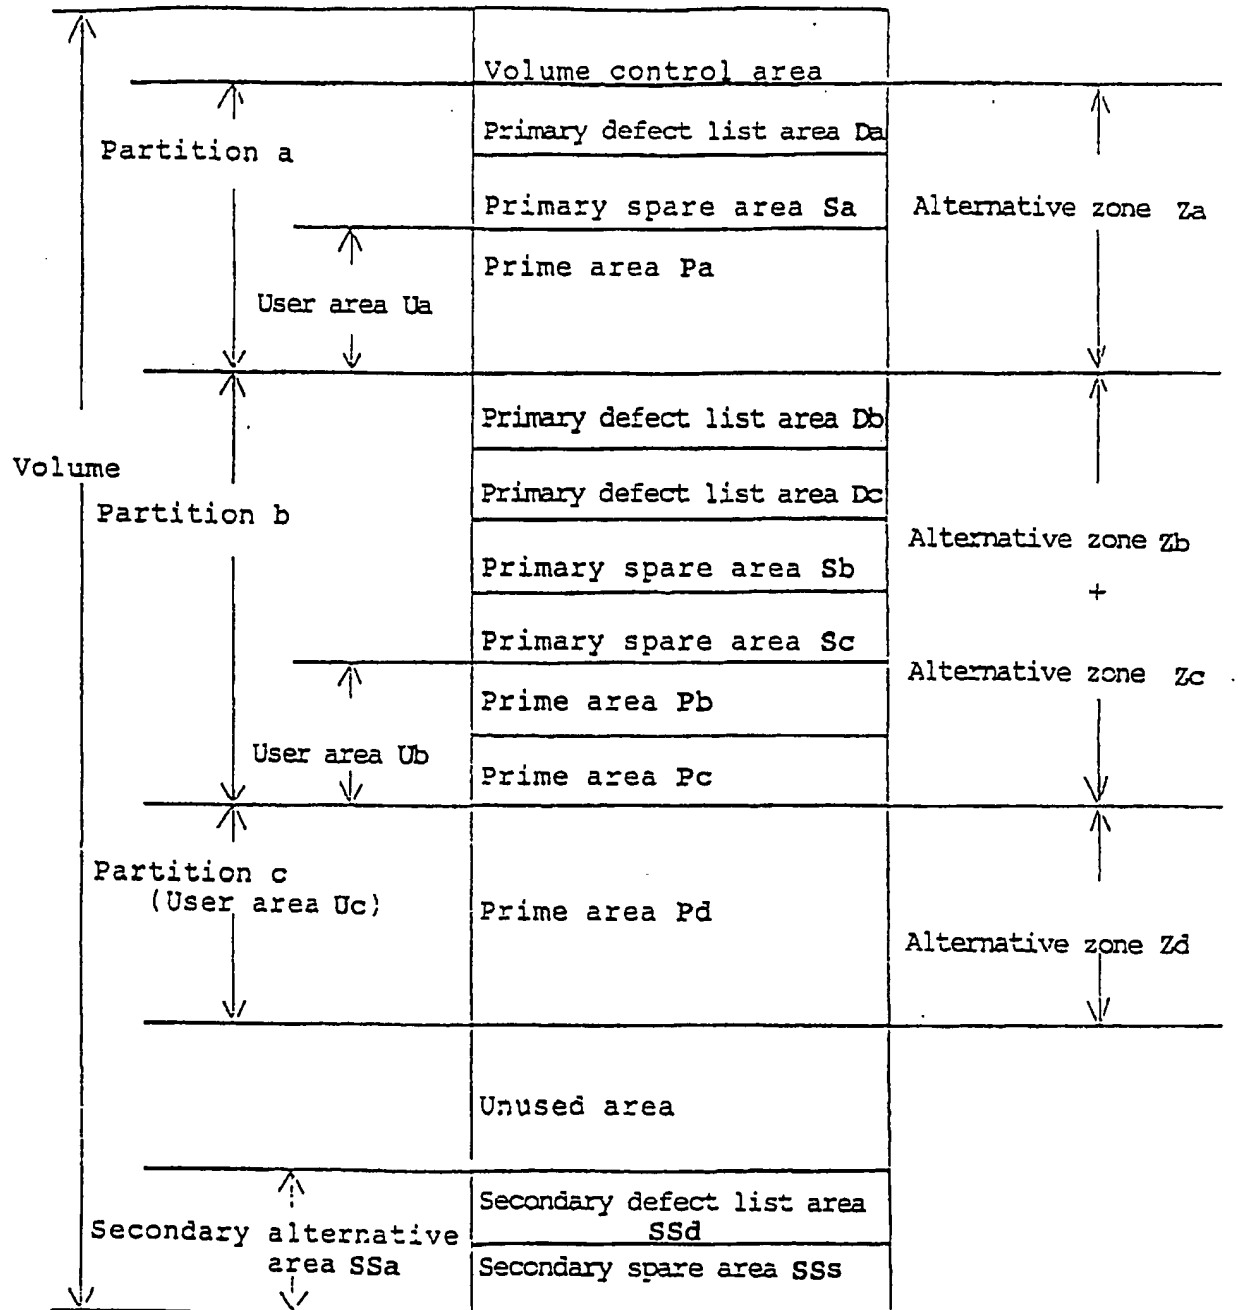 Volume control area
Primary defect list area Da
Partition a
Primary spare area Sa
Alternative zone Za
Prime area Pa
User area Ua
Primary defect list area Db
Volume
Primary defect list area Dc
Partition b
Alternative zone Zb
Primary spare area Sb
+
Primary spare area Sc
Alternative zone Zc
Prime area Pb
User area Ub
Prime area Pc
Partition c
(User area Uc)
Prime area Pd
Alternative zone Zd
Unused area
Secondary defect list area
SSd
Secondary alternative
area SSa
Secondary spare area SSs